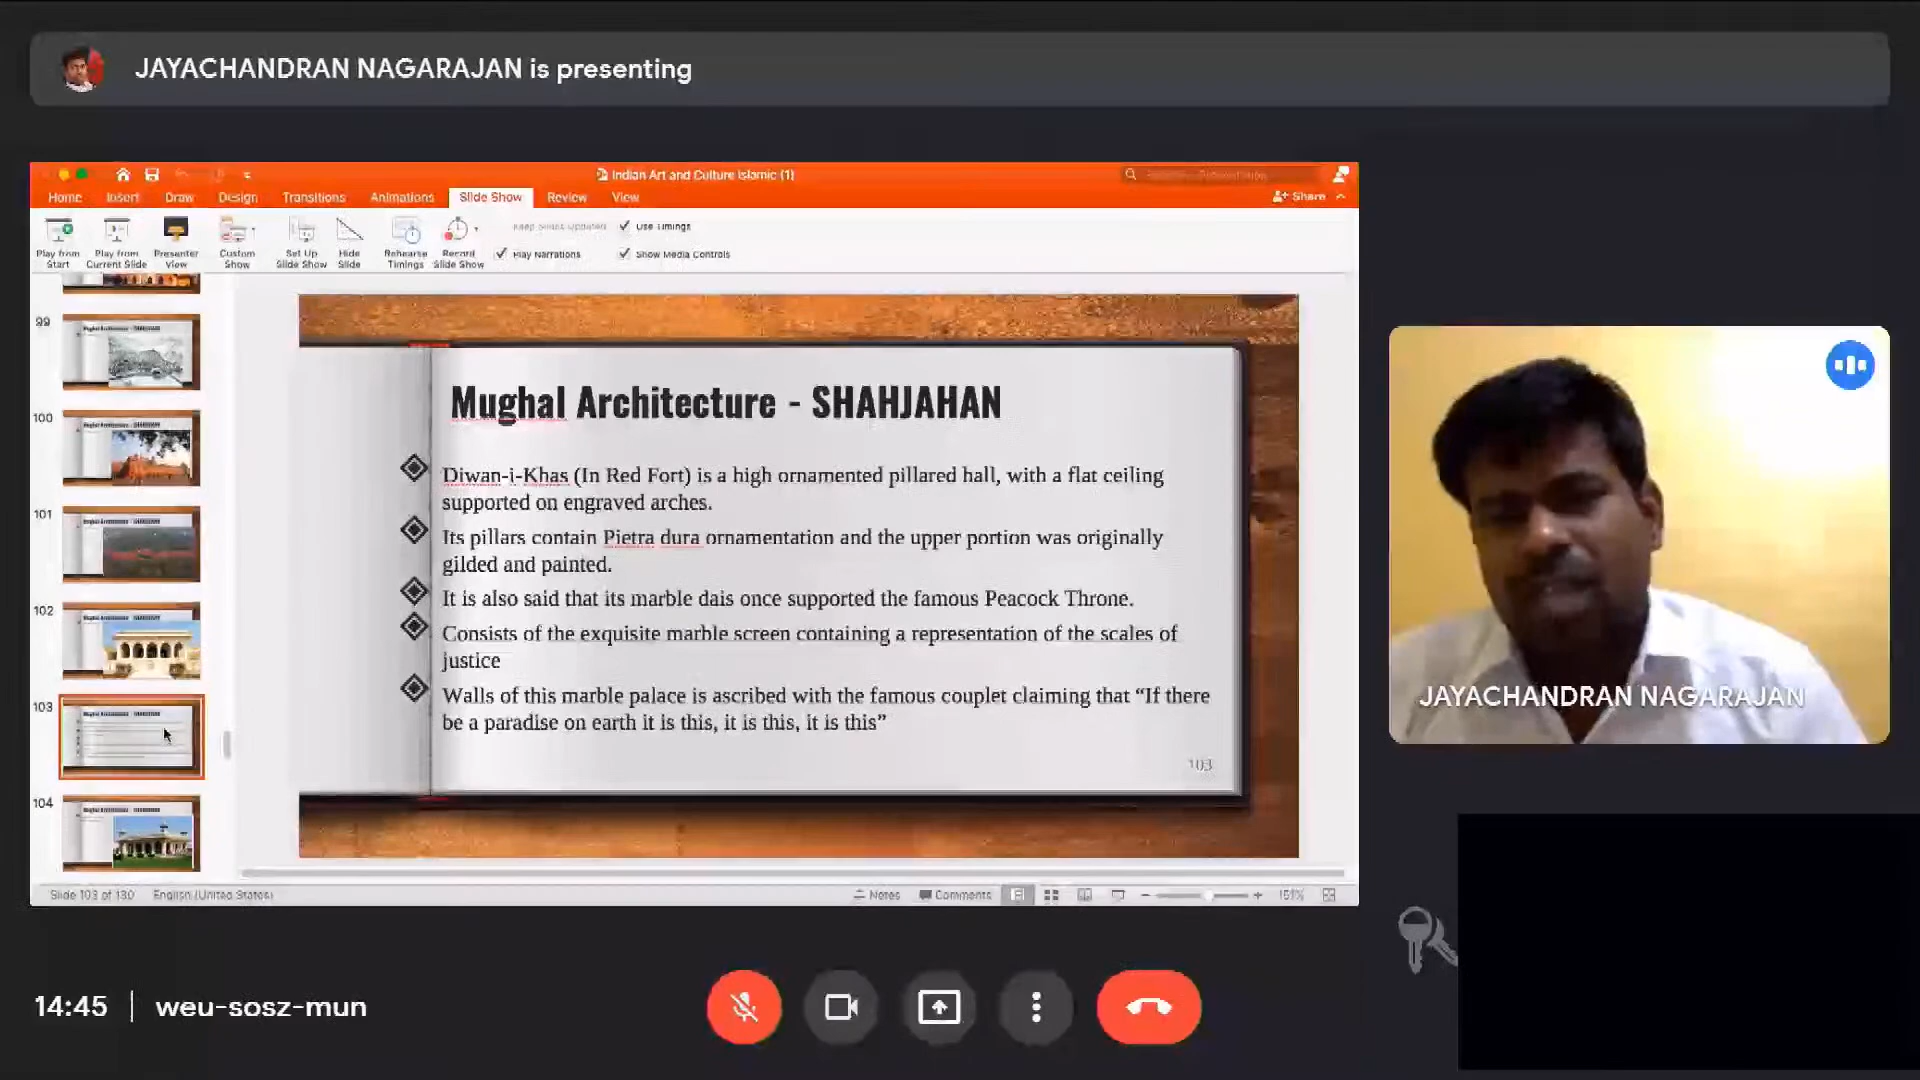 JAYACHANDRAN NAGARAJAN is presenting
Indian Art and Culture Islamic (1)
Home Insert Draw Design Transitions Animations Slide Show Review View Share
Play from Start
Play from Current Slide
Presenter View
Custom Show
Set Up Slide Show
Hide Slide
Rehearse Timings
Record Slide Show
Keep Slides Updated
Use Timings
Play Narrations
Show Media Controls
99
100
101
102
103
104
Mughal Architecture - SHAHJAHAN
Diwan-i-Khas (In Red Fort) is a high ornamented pillared hall, with a flat ceiling
supported on engraved arches.
Its pillars contain Pietra dura ornamentation and the upper portion was originally
gilded and painted.
It is also said that its marble dais once supported the famous Peacock Throne.
Consists of the exquisite marble screen containing a representation of the scales of
justice
Walls of this marble palace is ascribed with the famous couplet claiming that “If there
be a paradise on earth it is this, it is this, it is this”
103
Slide 103 of 130 English (United States)
Notes Comments 151%
JAYACHANDRAN NAGARAJAN
14:45 | weu-sosz-mun